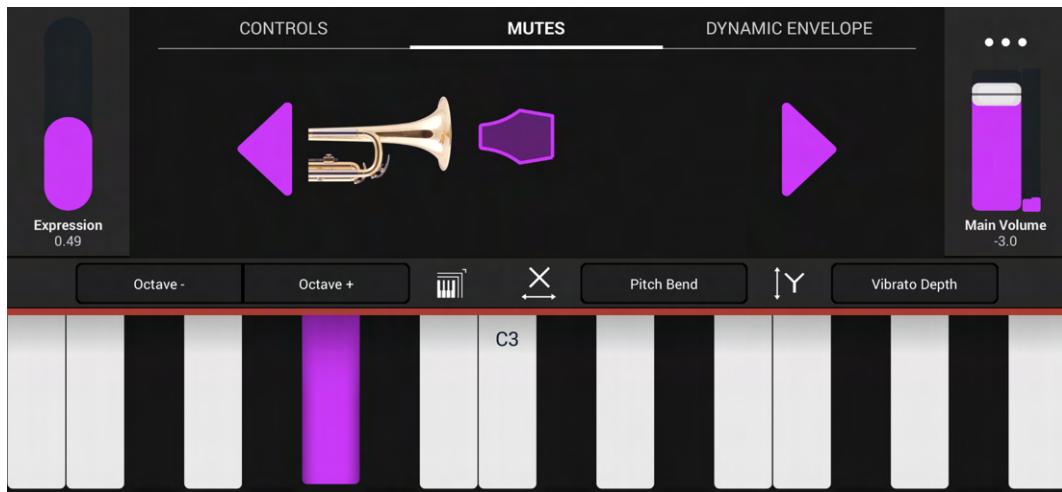 CONTROLS
MUTES
DYNAMIC ENVELOPE
Expression
0.49
Main Volume
-3.0
Octave -
Octave +
X
Pitch Bend
Y
Vibrato Depth
C3